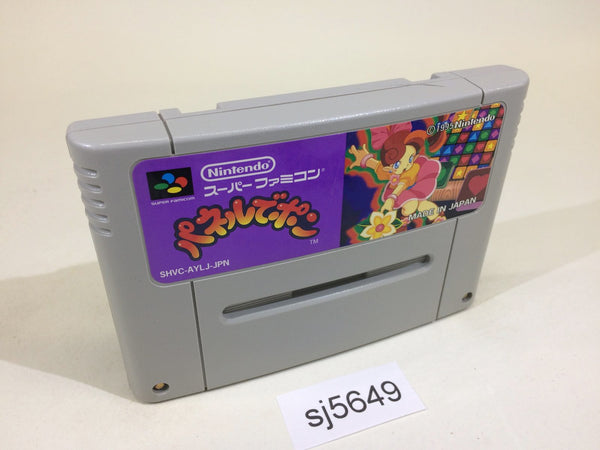 Nintendo
スーパーファミコン
SUPER FAMICOM
パネルでポン
TM
SHVC-AYLJ-JPN
©1995 Nintendo
MADE IN JAPAN
sj5649